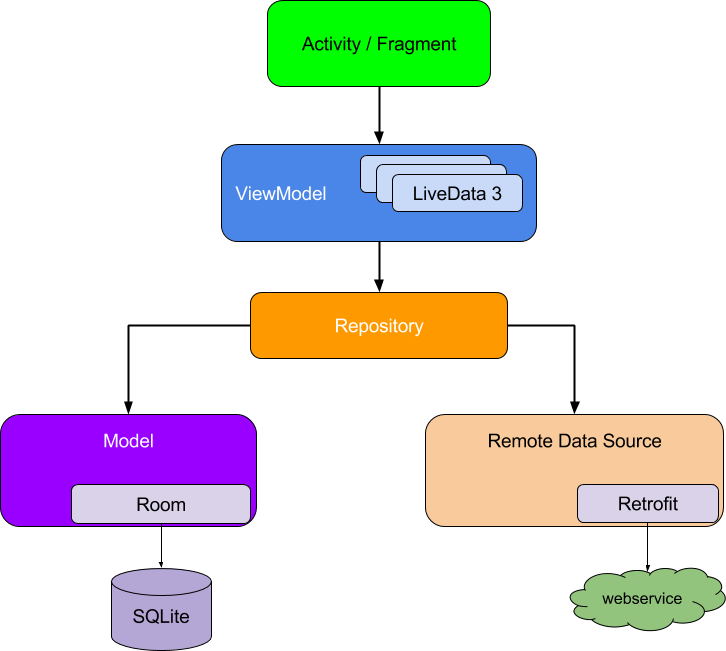 Activity / Fragment
ViewModel
LiveData 3
Repository
Model
Remote Data Source
Room
Retrofit
SQLite
webservice